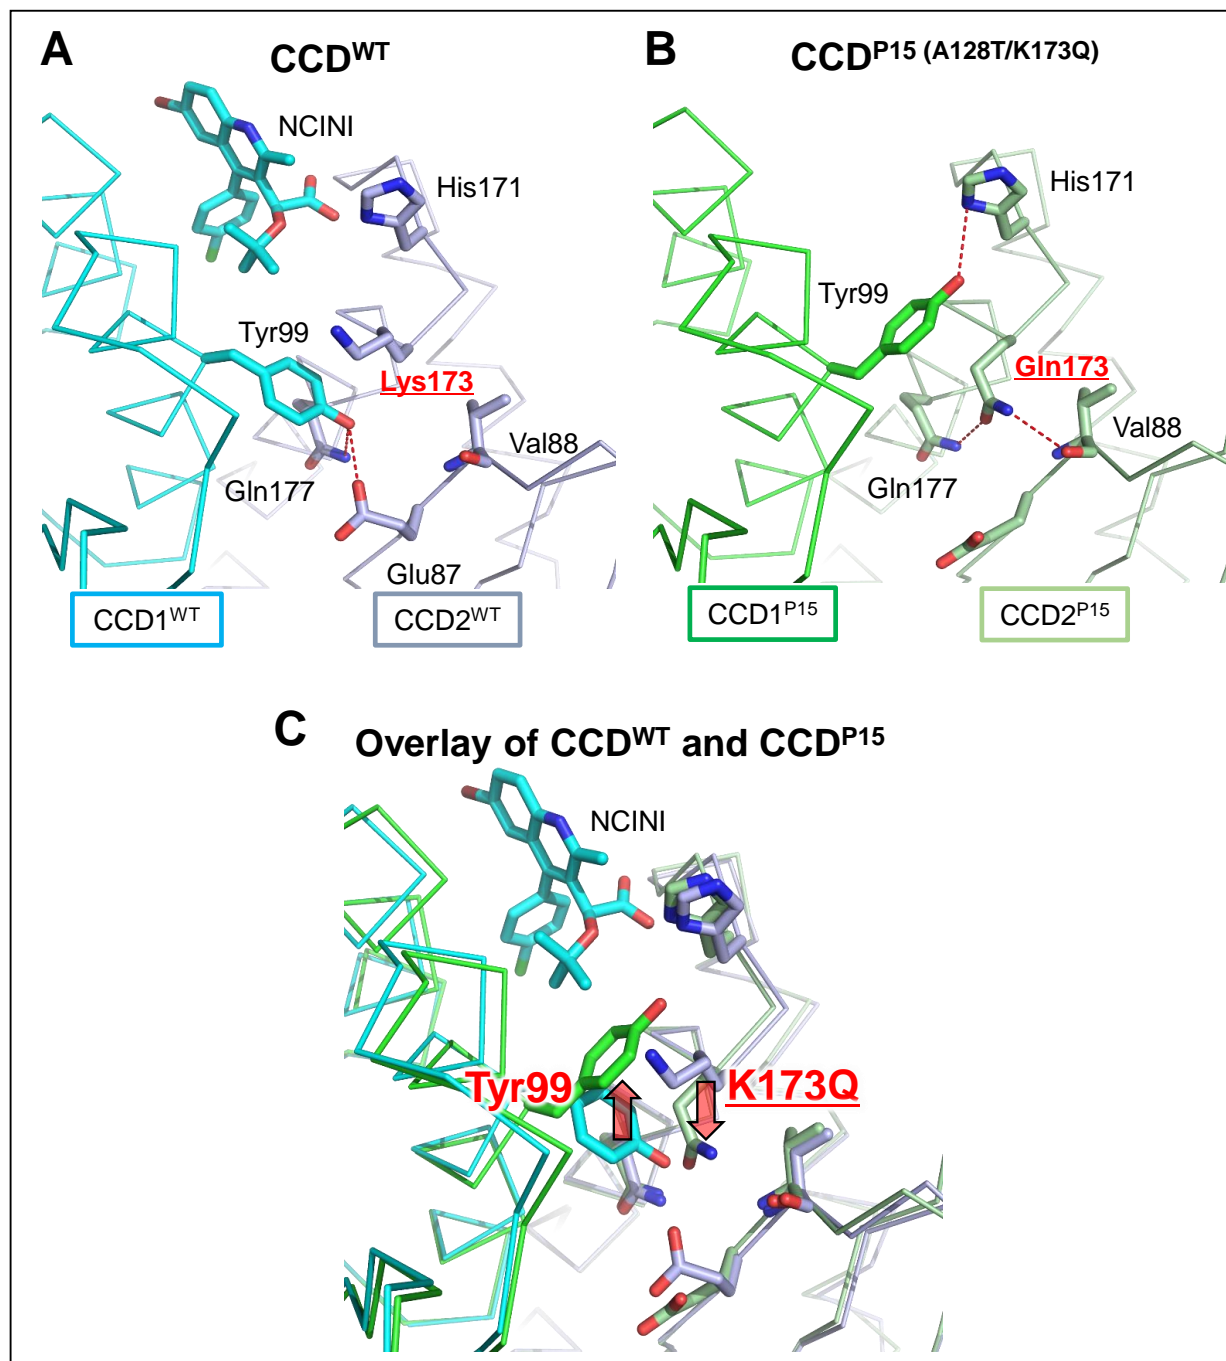 A
CCD^WT
NCINI
His171
Tyr99
Lys173
Val88
Gln177
Glu87
CCD1^WT
CCD2^WT
B
CCD^P15 (A128T/K173Q)
His171
Tyr99
Gln173
Val88
Gln177
CCD1^P15
CCD2^P15
C
Overlay of CCD^WT and CCD^P15
NCINI
Tyr99
K173Q